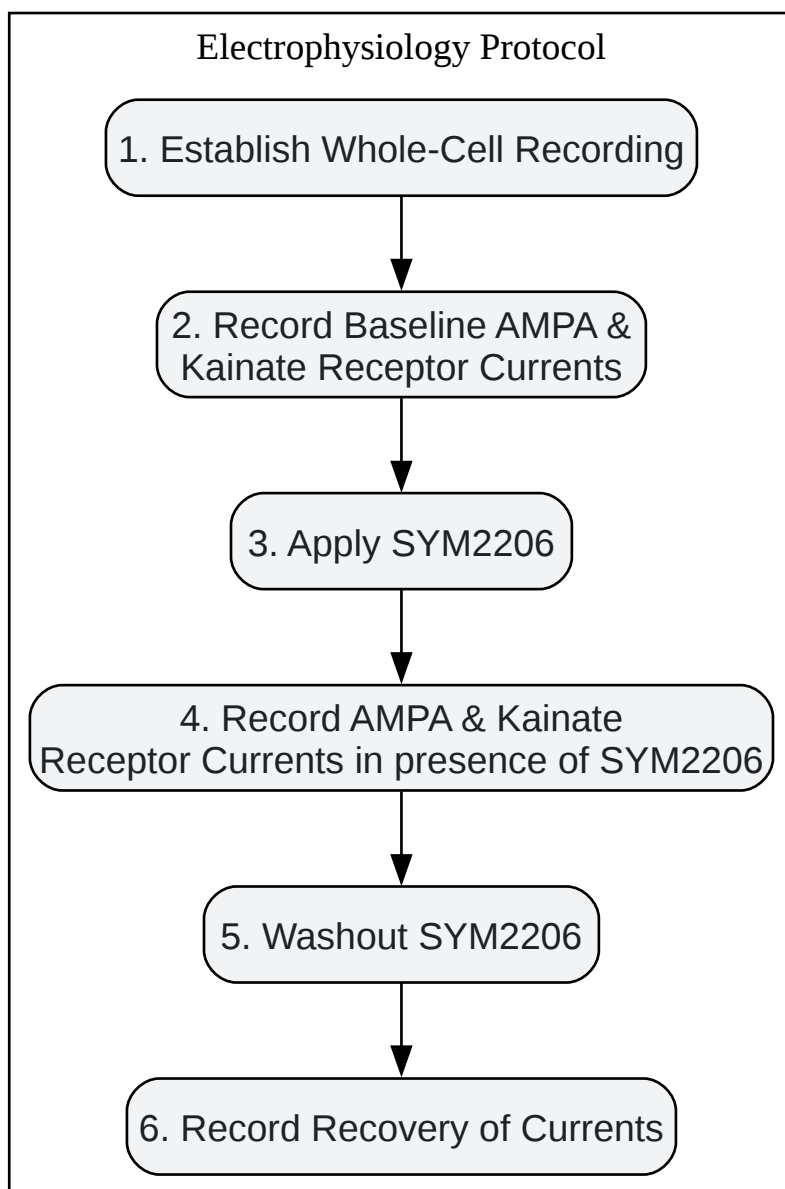 Electrophysiology Protocol
1. Establish Whole-Cell Recording
2. Record Baseline AMPA &
Kainate Receptor Currents
3. Apply SYM2206
4. Record AMPA & Kainate
Receptor Currents in presence of SYM2206
5. Washout SYM2206
6. Record Recovery of Currents